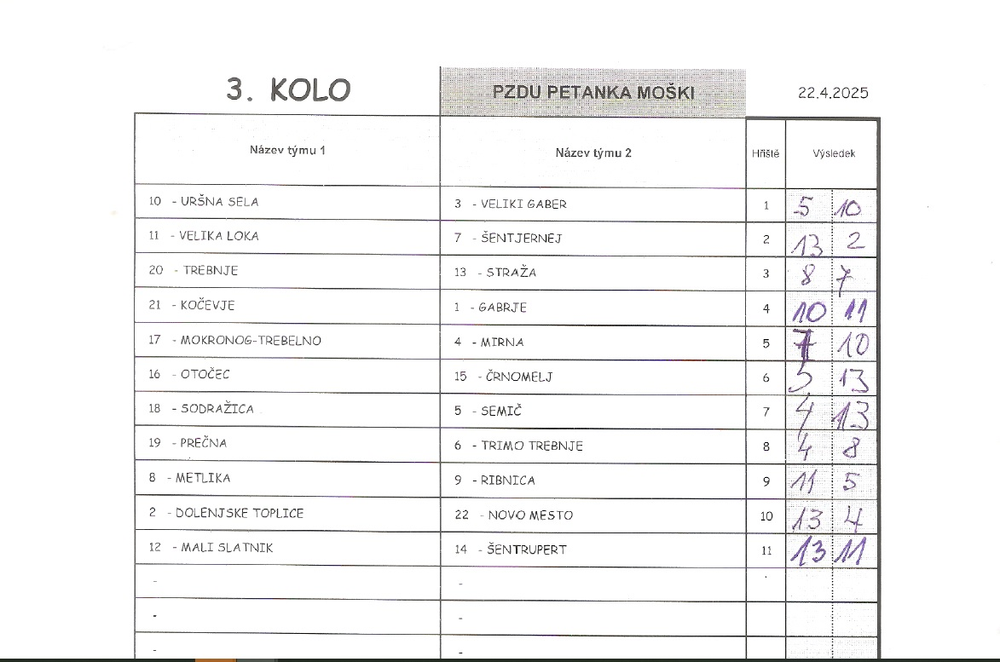 3. KOLO PZDU PETANKA MOŠKI 22.4.2025
Název týmu 1 Název týmu 2 Hřiště Výsledek
10 - URŠNA SELA 3 - VELIKI GABER 1 5 10
11 - VELIKA LOKA 7 - ŠENTJERNEJ 2 13 2
20 - TREBNJE 13 - STRAŽA 3 8 7
21 - KOČEVJE 1 - GABRJE 4 10 11
17 - MOKRONOG-TREBELNO 4 - MIRNA 5 7 10
16 - OTOČEC 15 - ČRNOMELJ 6 5 13
18 - SODRAŽICA 5 - SEMIČ 7 4 13
19 - PREČNA 6 - TRIMO TREBNJE 8 4 8
8 - METLIKA 9 - RIBNICA 9 11 5
2 - DOLENJSKE TOPLICE 22 - NOVO MESTO 10 13 4
12 - MALI SLATNIK 14 - ŠENTRUPERT 11 13 11
- -
- -
- -